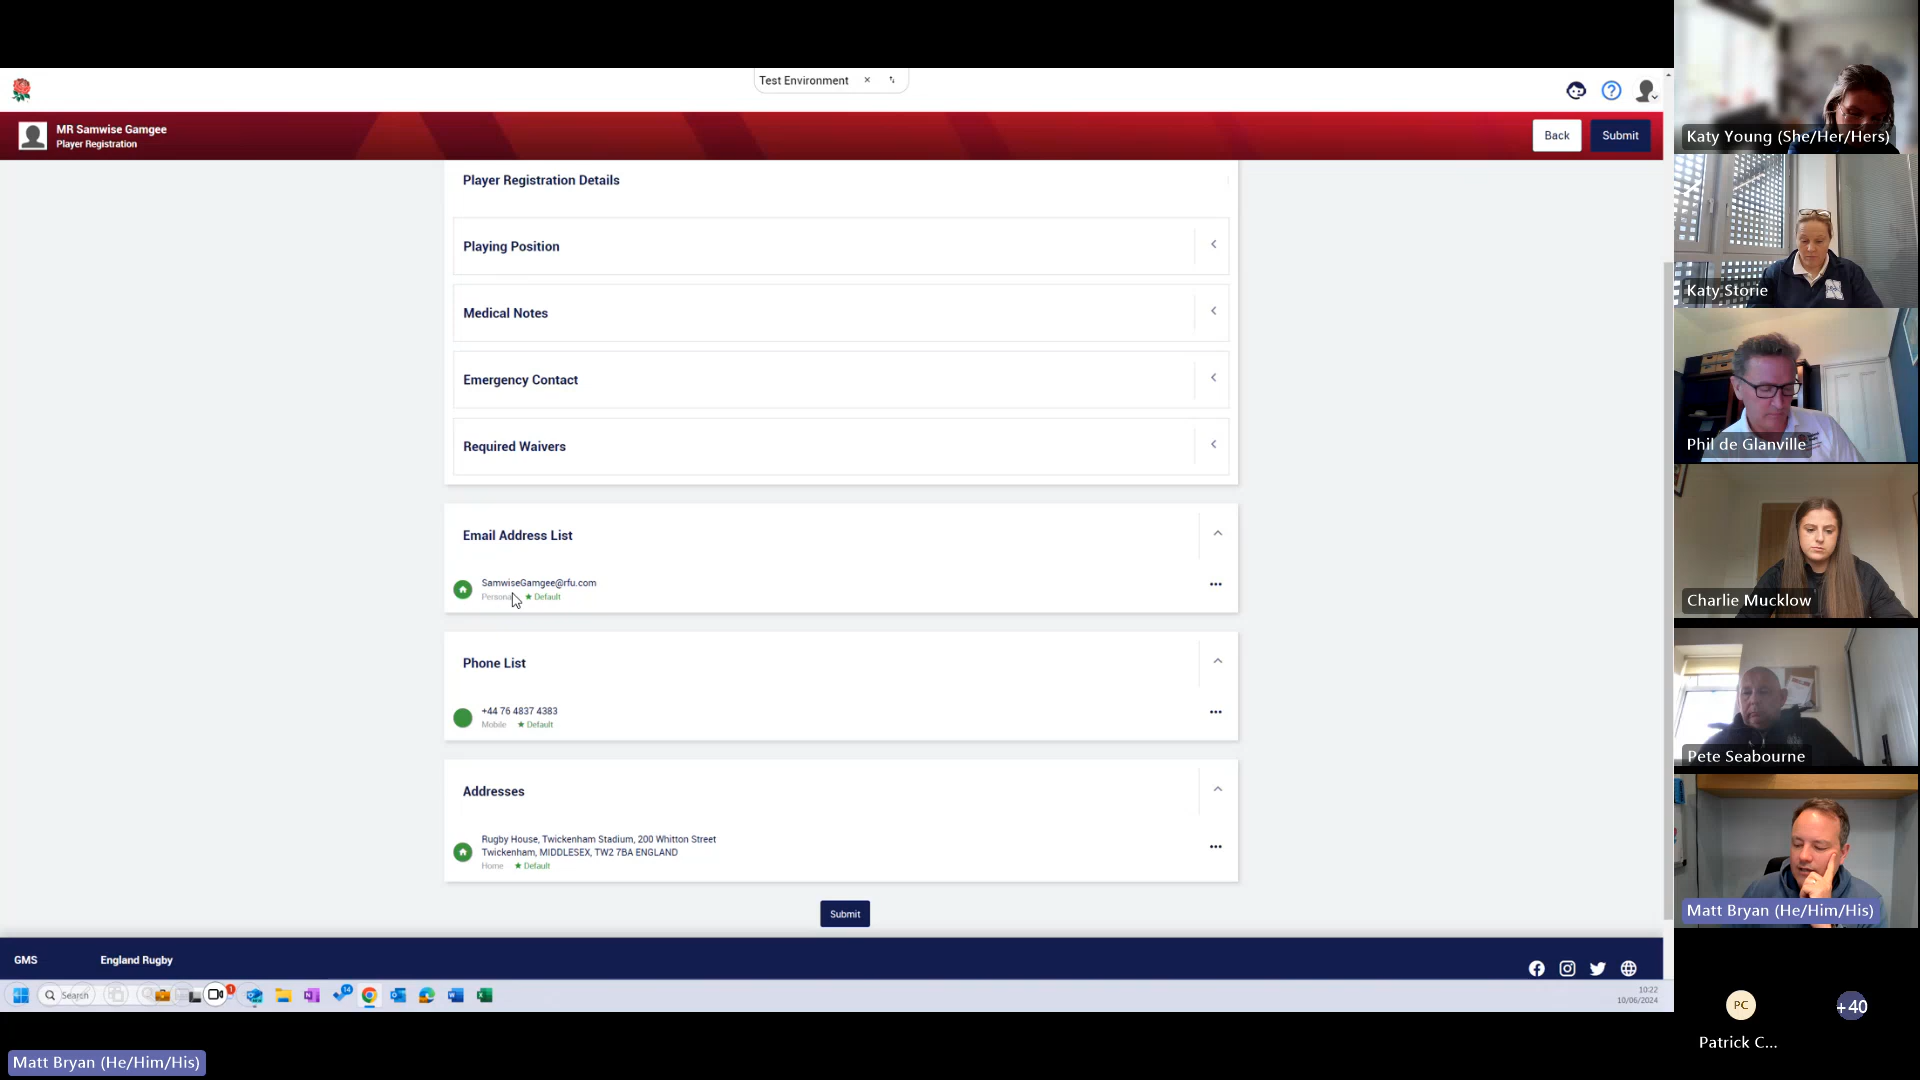 Test Environment
MR Samwise Gamgee
Player Registration
Back
Submit
Player Registration Details
Playing Position
Medical Notes
Emergency Contact
Required Waivers
Email Address List
SamwiseGamgee@rfu.com
Default
Phone List
+44 76 4837 4383
Mobile Default
Addresses
Rugby House, Twickenham Stadium, 200 Whitton Street
Twickenham, MIDDLESEX, TW2 7BA ENGLAND
Home Default
Submit
GMS
England Rugby
Search
1
14
10:22
10/06/2024
Matt Bryan (He/Him/His)
Katy Young (She/Her/Hers)
Katy Storie
Phil de Glanville
Charlie Mucklow
Pete Seabourne
Matt Bryan (He/Him/His)
PC
+40
Patrick C...